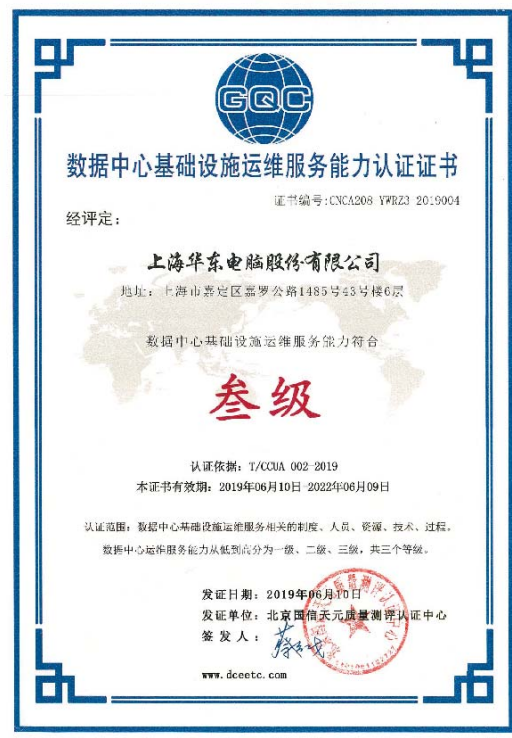 GQC
数据中心基础设施运维服务能力认证证书
证书编号:CNCA208 YWRZ3 2019004
经评定：
上海华东电脑股份有限公司
地址：上海市嘉定区嘉罗公路1485号43号楼6层
数据中心基础设施运维服务能力符合
叁级
认证依据：T/CCUA 002-2019
本证书有效期：2019年06月10日-2022年06月09日
认证范围：数据中心基础设施运维服务相关的制度、人员、资源、技术、过程。
数据中心运维服务能力从低到高分为一级、二级、三级，共三个等级。
发证日期：2019年06月10日
发证单位：北京国信天元质量测评认证中心
签发人：
www.dceetc.com